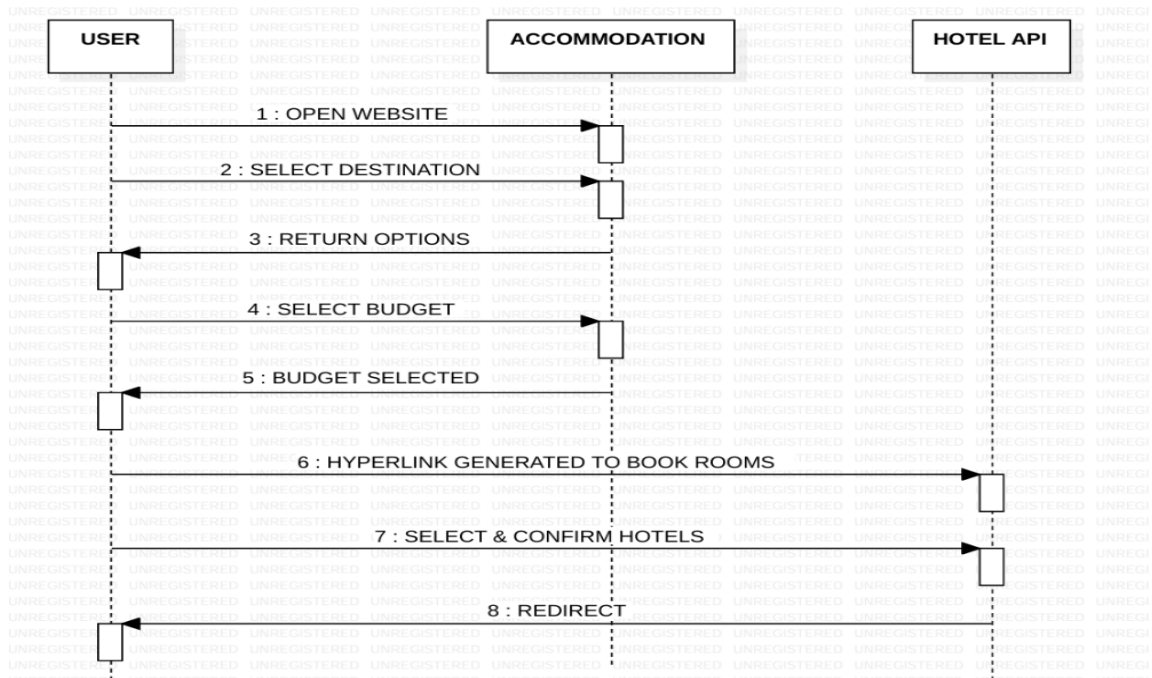 USER
ACCOMMODATION
HOTEL API
1 : OPEN WEBSITE
2 : SELECT DESTINATION
3 : RETURN OPTIONS
4 : SELECT BUDGET
5 : BUDGET SELECTED
6 : HYPERLINK GENERATED TO BOOK ROOMS
7 : SELECT & CONFIRM HOTELS
8 : REDIRECT
UNREGISTERED